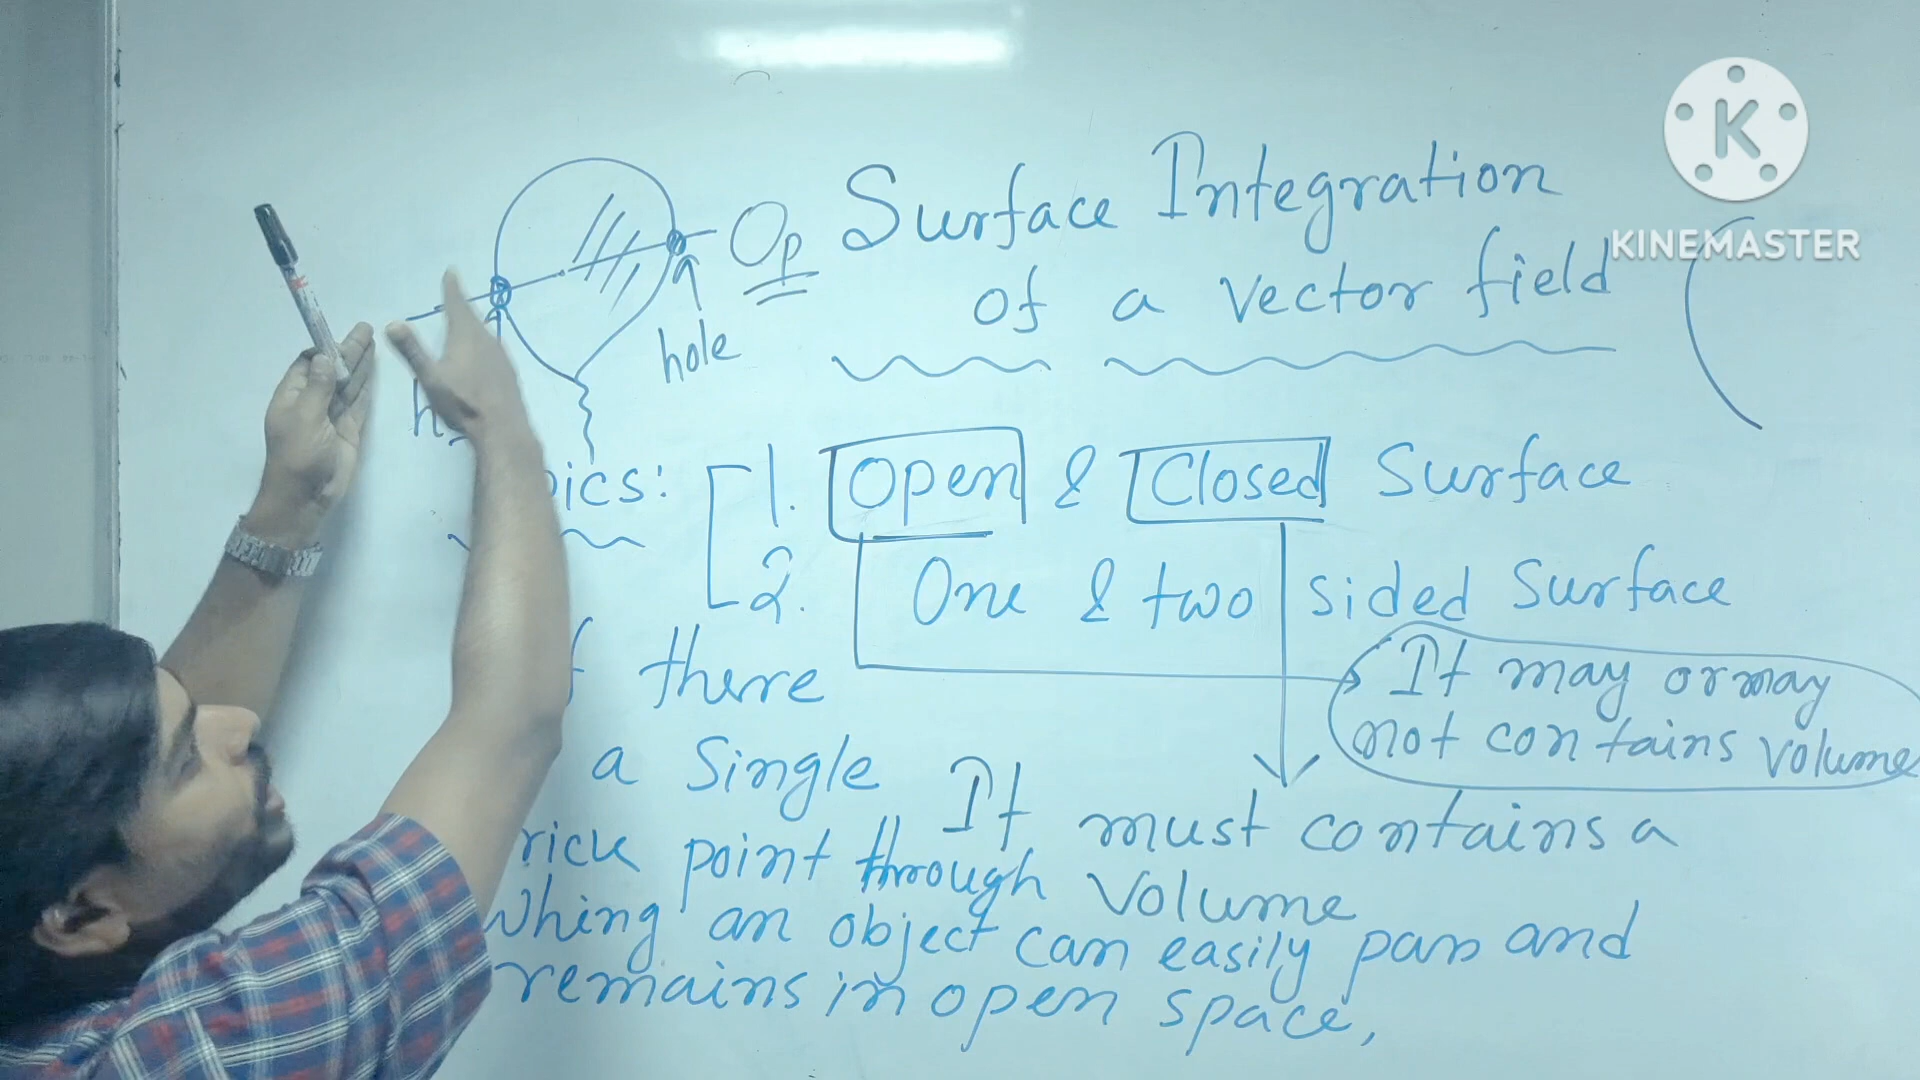 K
KINEMASTER
Op
Surface Integration
of a vector field
hole
1. Open & Closed Surface
2. One & two sided surface
there
It may or may
not contains volume
a single
It must contains a
point through
Volume
an object can easily pass and
remains in open space,